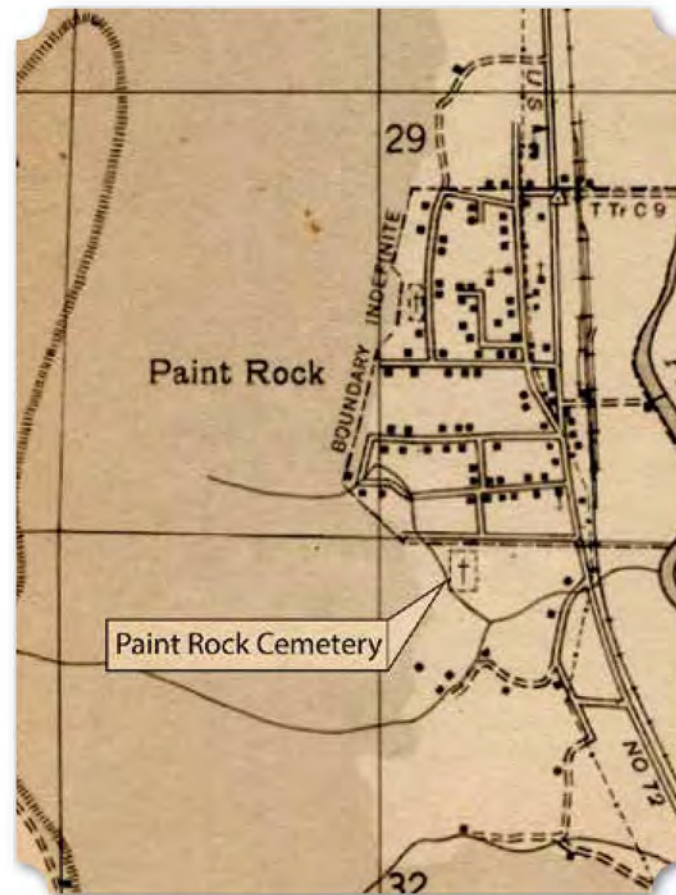 29
U S
T Tr C 9
BOUNDARY INDEFINITE
Paint Rock
Paint Rock Cemetery
NO 72
32